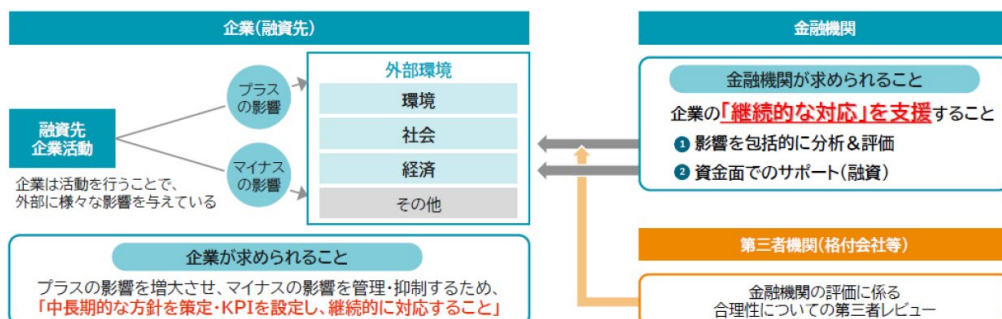 企業(融資先)
融資先
企業活動
企業は活動を行うことで、
外部に様々な影響を与えている
プラス
の影響
マイナス
の影響
外部環境
環境
社会
経済
その他
企業が求められること
プラスの影響を増大させ、マイナスの影響を管理・抑制するため、
「中長期的な方針を策定・KPIを設定し、継続的に対応すること」
金融機関
金融機関が求められること
企業の「継続的な対応」を支援すること
1 影響を包括的に分析&評価
2 資金面でのサポート(融資)
第三者機関(格付会社等)
金融機関の評価に係る
合理性についての第三者レビュー